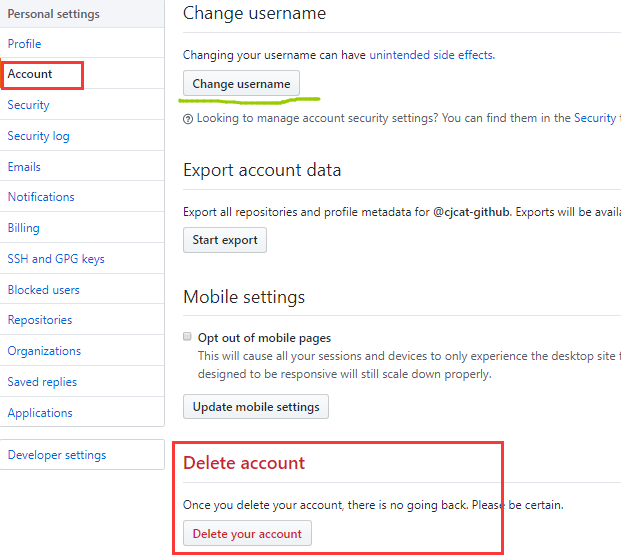 Personal settings
Profile
Account
Security
Security log
Emails
Notifications
Billing
SSH and GPG keys
Blocked users
Repositories
Organizations
Saved replies
Applications
Developer settings
Change username
Changing your username can have unintended side effects.
Change username
Looking to manage account security settings? You can find them in the Security
Export account data
Export all repositories and profile metadata for @cjcat-github. Exports will be
Start export
Mobile settings
Opt out of mobile pages
This will cause all your sessions and devices to only experience the desktop site
designed to be responsive will still scale down properly.
Update mobile settings
Delete account
Once you delete your account, there is no going back. Please be certain.
Delete your account